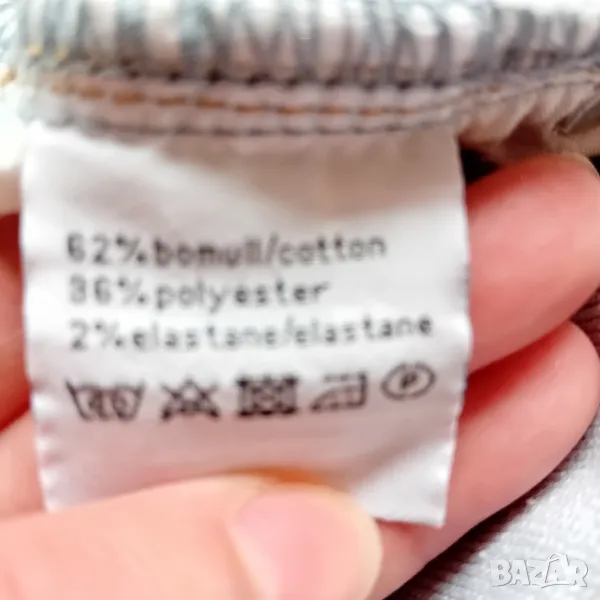 62% bomull/cotton
36% polyester
2% elastane/elastane
P
BAZAR